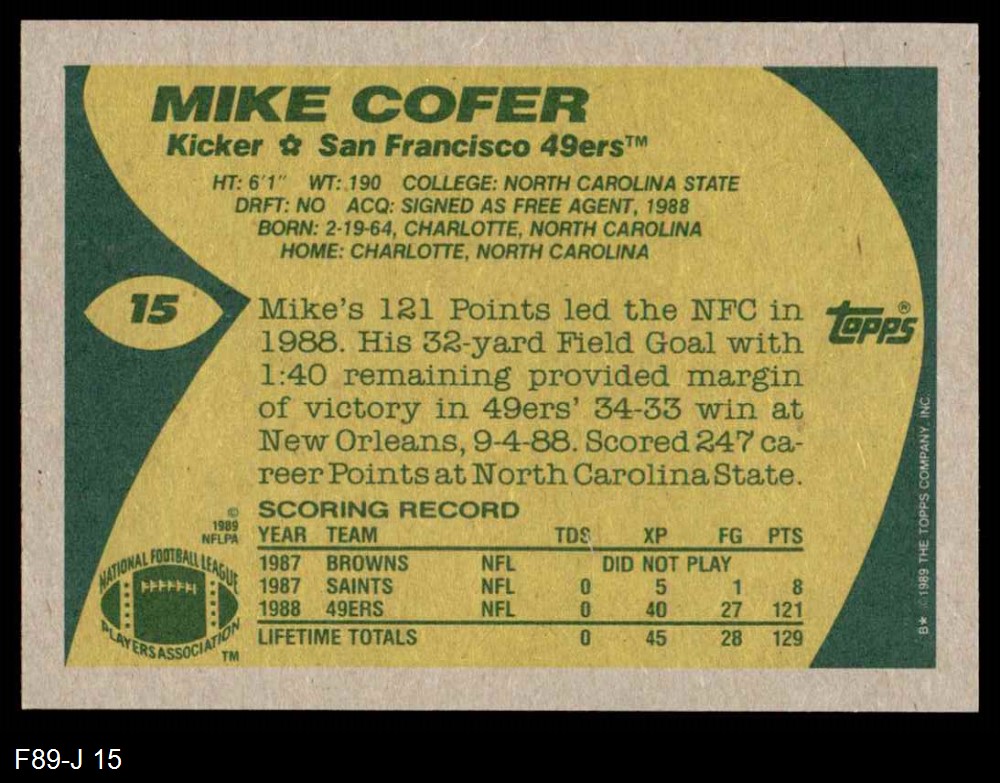 MIKE COFER
Kicker ✿ San Francisco 49ers™
HT: 6'1" WT: 190 COLLEGE: NORTH CAROLINA STATE
DRFT: NO ACQ: SIGNED AS FREE AGENT, 1988
BORN: 2-19-64, CHARLOTTE, NORTH CAROLINA
HOME: CHARLOTTE, NORTH CAROLINA
15
Mike's 121 Points led the NFC in
1988. His 32-yard Field Goal with
1:40 remaining provided margin
of victory in 49ers' 34-33 win at
New Orleans, 9-4-88. Scored 247 ca-
reer Points at North Carolina State.
topps®
SCORING RECORD
YEAR TEAM TDS XP FG PTS
1987 BROWNS NFL DID NOT PLAY
1987 SAINTS NFL 0 5 1 8
1988 49ERS NFL 0 40 27 121
LIFETIME TOTALS 0 45 28 129
©
1989
NFLPA
NATIONAL FOOTBALL LEAGUE
PLAYERS ASSOCIATION
TM
B* ©1989 THE TOPPS COMPANY, INC.
F89-J 15